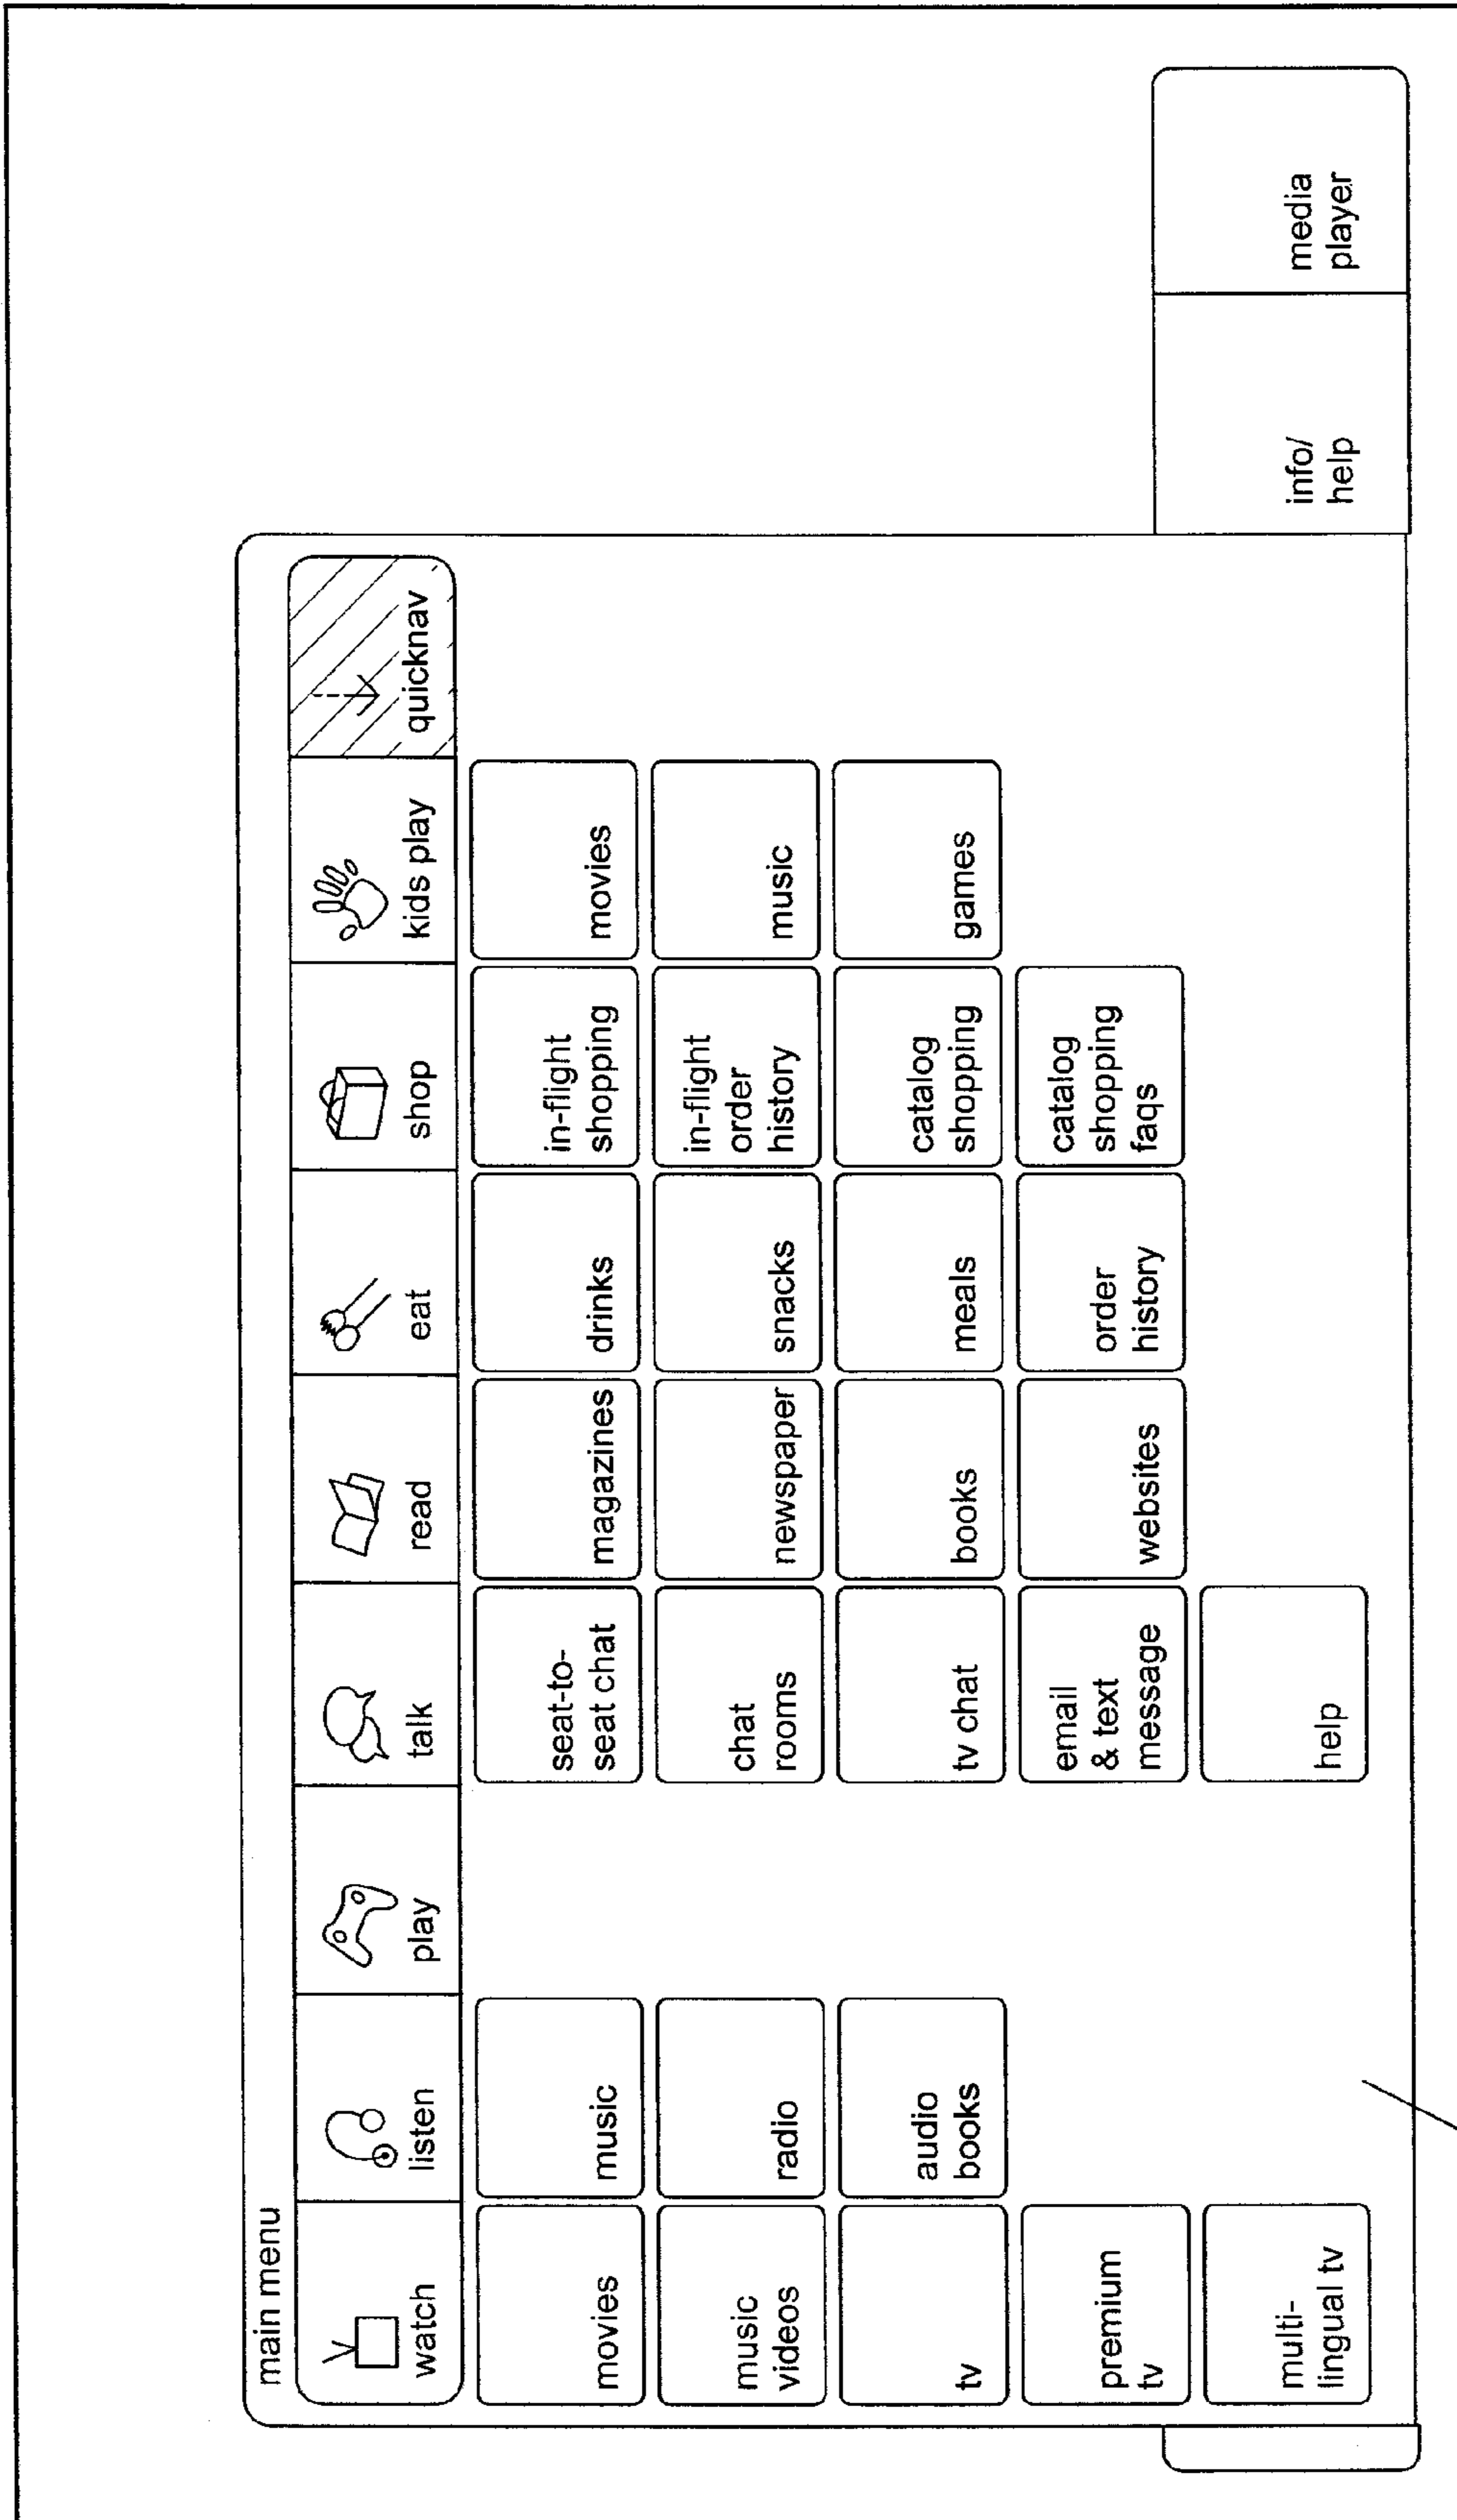 main menu
watch
listen
play
talk
read
eat
shop
kids play
quicknav
movies
music
videos
tv
premium
tv
multi-
lingual tv
music
radio
audio
books
seat-to-
seat chat
chat
rooms
tv chat
email
& text
message
help
magazines
newspaper
books
websites
drinks
snacks
meals
order
history
in-flight
shopping
in-flight
order
history
catalog
shopping
catalog
shopping
faqs
movies
music
games
info/
help
media
player